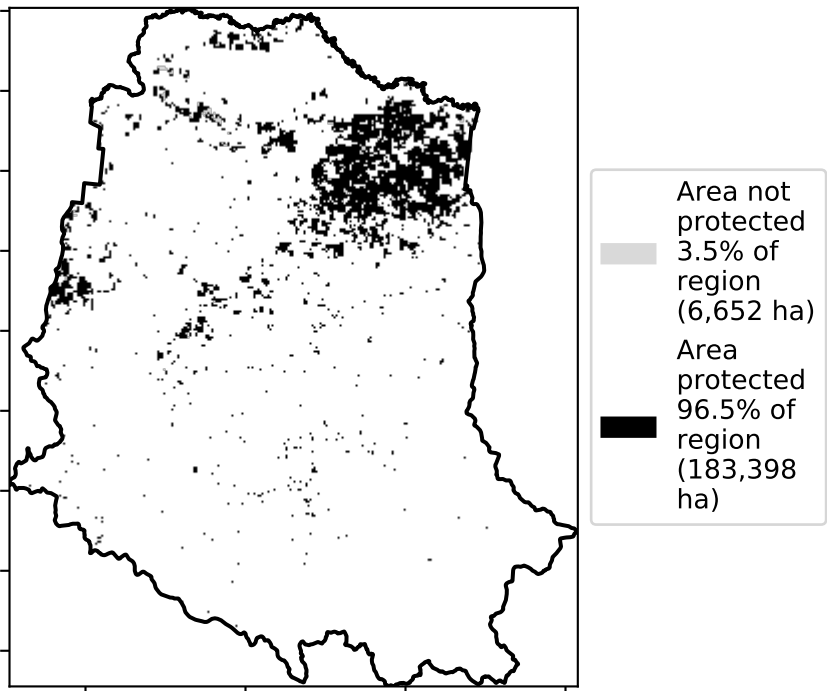 Area not
protected
3.5% of
region
(6,652 ha)
Area
protected
96.5% of
region
(183,398
ha)